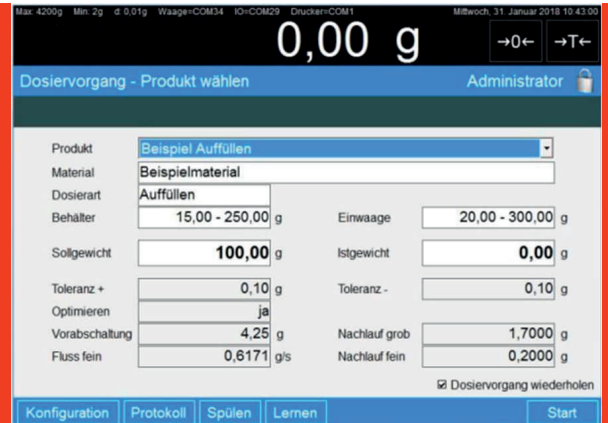 Max: 4200g Min: 2g d:0,01g Waage=COM34 IO=COM29 Drucker=COM1 Mittwoch, 31. Januar 2018 10:43:00
0,00 g →0← →T←
Dosiervorgang - Produkt wählen Administrator
Produkt Beispiel Auffüllen
Material Beispielmaterial
Dosierart Auffüllen
Behälter 15,00 - 250,00 g Einwaage 20,00 - 300,00 g
Sollgewicht 100,00 g Istgewicht 0,00 g
Toleranz + 0,10 g Toleranz - 0,10 g
Optimieren ja
Vorabschaltung 4,25 g Nachlauf grob 1,7000 g
Fluss fein 0,6171 g/s Nachlauf fein 0,2000 g
Dosiervorgang wiederholen
Konfiguration Protokoll Spülen Lernen Start